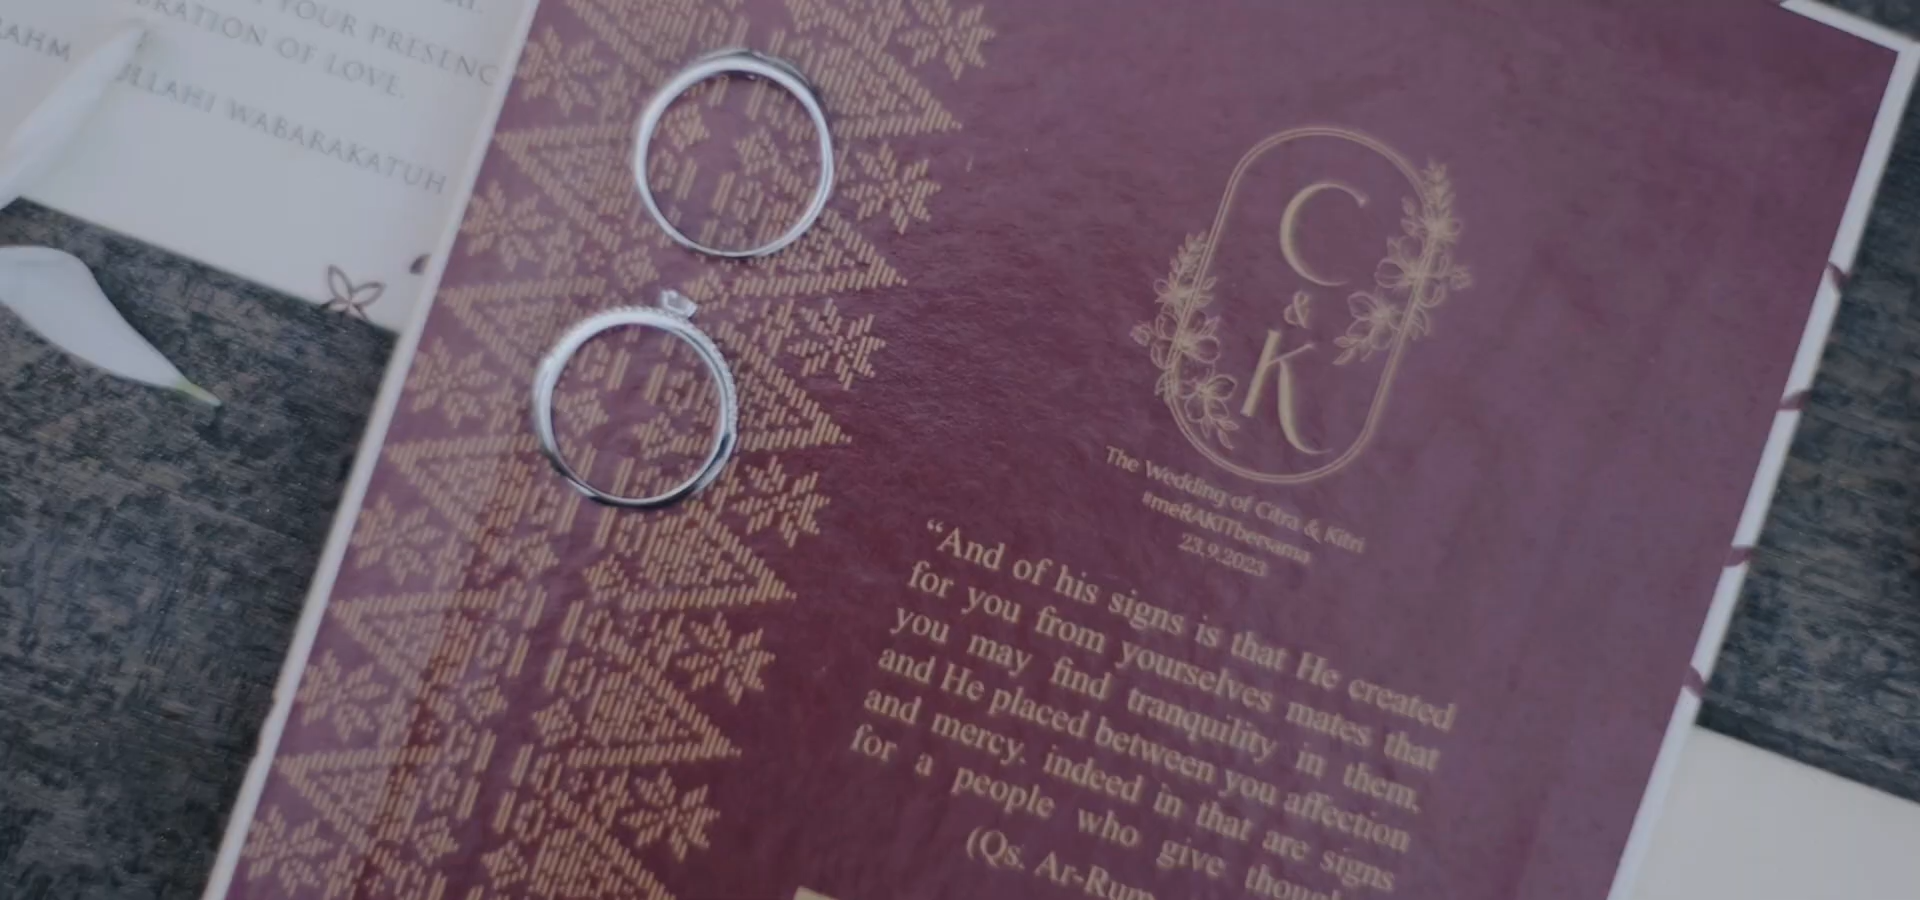 YOUR PRESENC
BRATION OF LOVE.
RAHM
ULLAHI WABARAKATUH
C
&
K
The Wedding of Citra & Kitri
#meRAKITbersama
23.9.2023
“And of his signs is that He created
for you from yourselves mates that
you may find tranquility in them.
and He placed between you affection
and mercy. indeed in that are signs
for a people who give though
(Qs. Ar-Rum